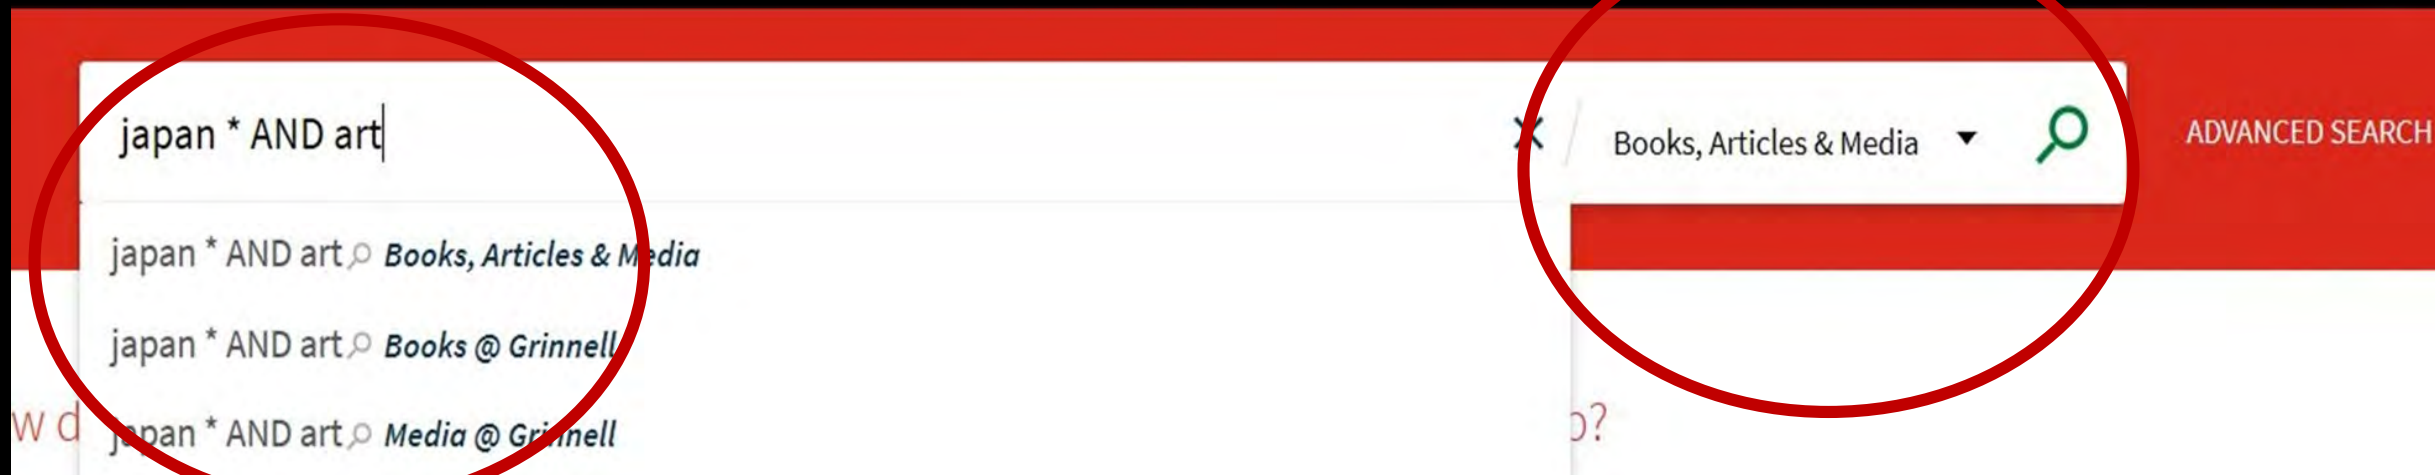 japan * AND art
Books, Articles & Media
ADVANCED SEARCH
japan * AND art Books, Articles & Media
japan * AND art Books @ Grinnell
japan * AND art Media @ Grinnell